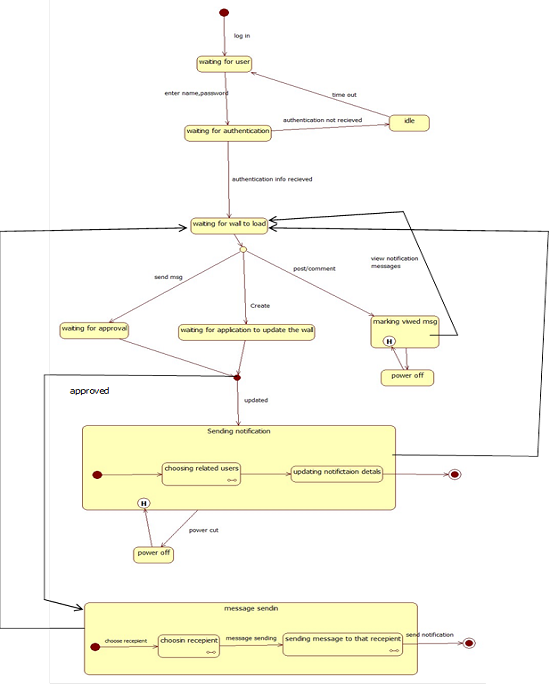 log in
waiting for user
enter name,password
time out
authentication not recieved
idle
waiting for authentication
authentication info recieved
waiting for wall to load
view notification
messages
send msg
post/comment
Create
waiting for approval
waiting for application to update the wall
marking viwed msg
H
power off
approved
updated
Sending notification
choosing related users
updating notifictaion detals
H
power cut
power off
message sendin
choose recepient
choosin recepient
message sending
sending message to that recepient
send notification